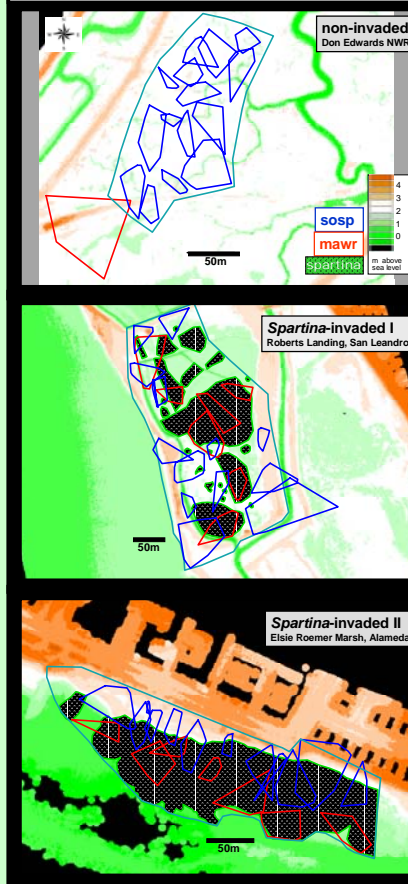 non-invaded
Don Edwards NWR
sosp
mawr
spartina
4
3
2
1
0
m above
sea level
50m
Spartina-invaded I
Roberts Landing, San Leandro
50m
Spartina-invaded II
Elsie Roemer Marsh, Alameda
50m